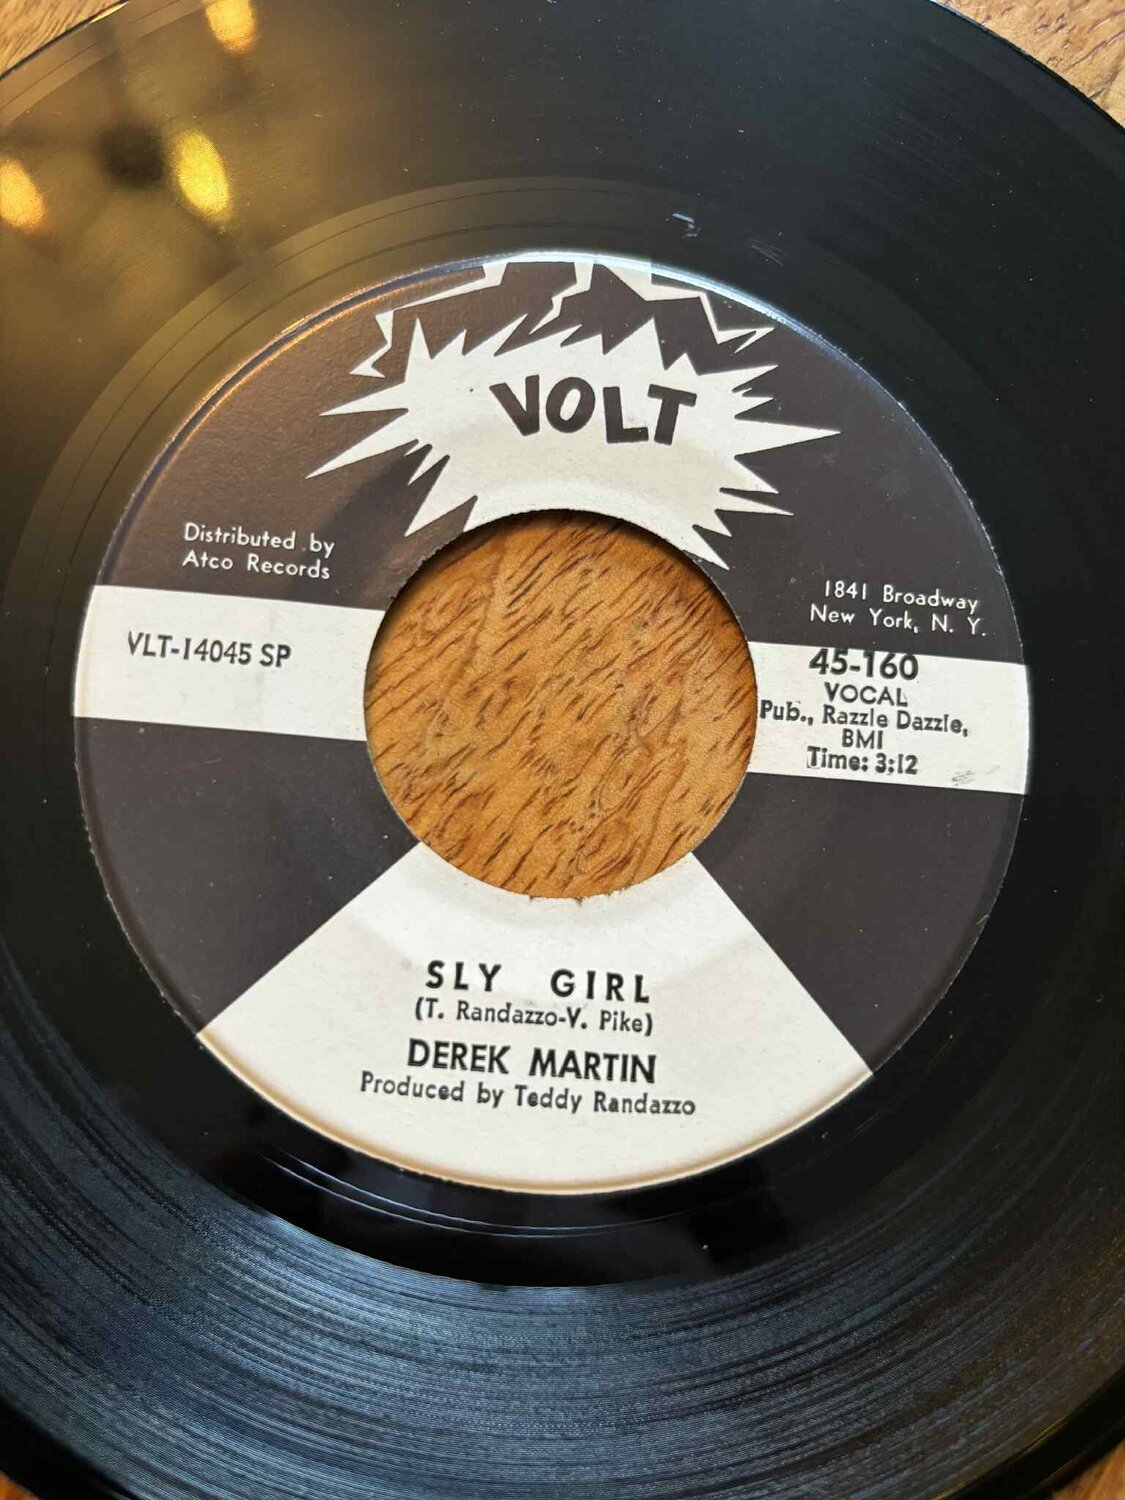 VOLT
Distributed by
Atco Records
1841 Broadway
New York, N. Y.
VLT-14045 SP
45-160
VOCAL
Pub., Razzle Dazzle,
BMI
Time: 3:12
SLY GIRL
(T. Randazzo-V. Pike)
DEREK MARTIN
Produced by Teddy Randazzo